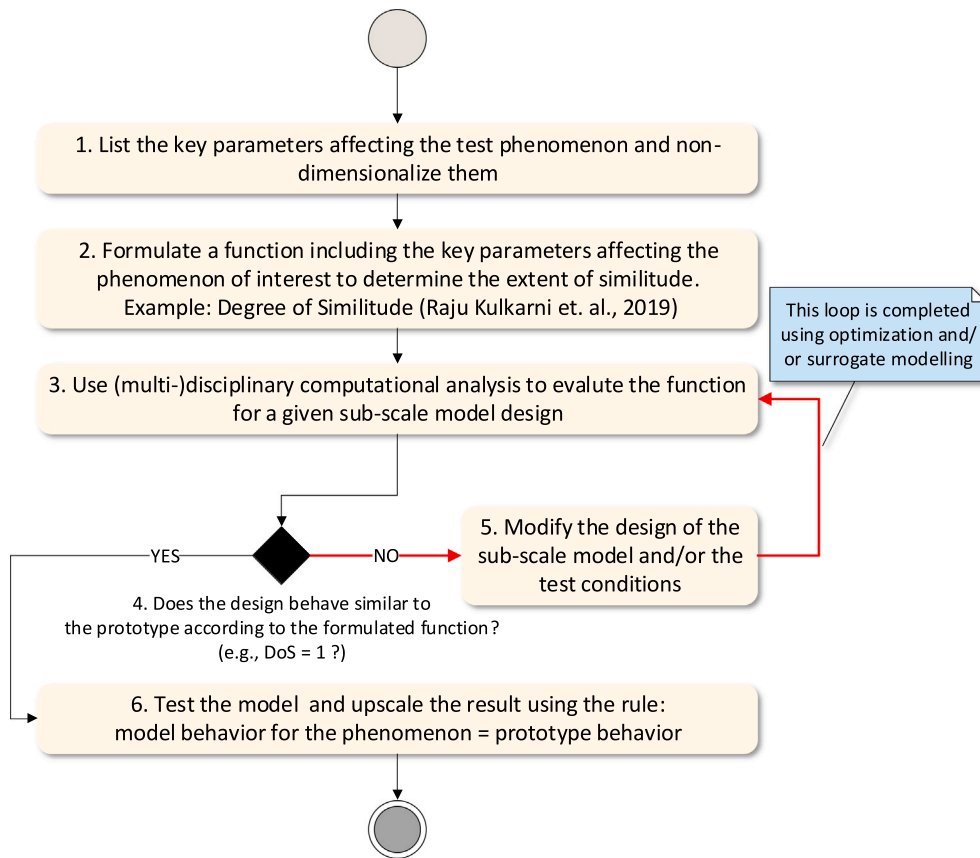 1. List the key parameters affecting the test phenomenon and non-
dimensionalize them
2. Formulate a function including the key parameters affecting the
phenomenon of interest to determine the extent of similitude.
Example: Degree of Similitude (Raju Kulkarni et. al., 2019)
This loop is completed
using optimization and/
or surrogate modelling
3. Use (multi-)disciplinary computational analysis to evalute the function
for a given sub-scale model design
5. Modify the design of the
sub-scale model and/or the
test conditions
YES
NO
4. Does the design behave similar to
the prototype according to the formulated function?
(e.g., DoS = 1 ?)
6. Test the model and upscale the result using the rule:
model behavior for the phenomenon = prototype behavior